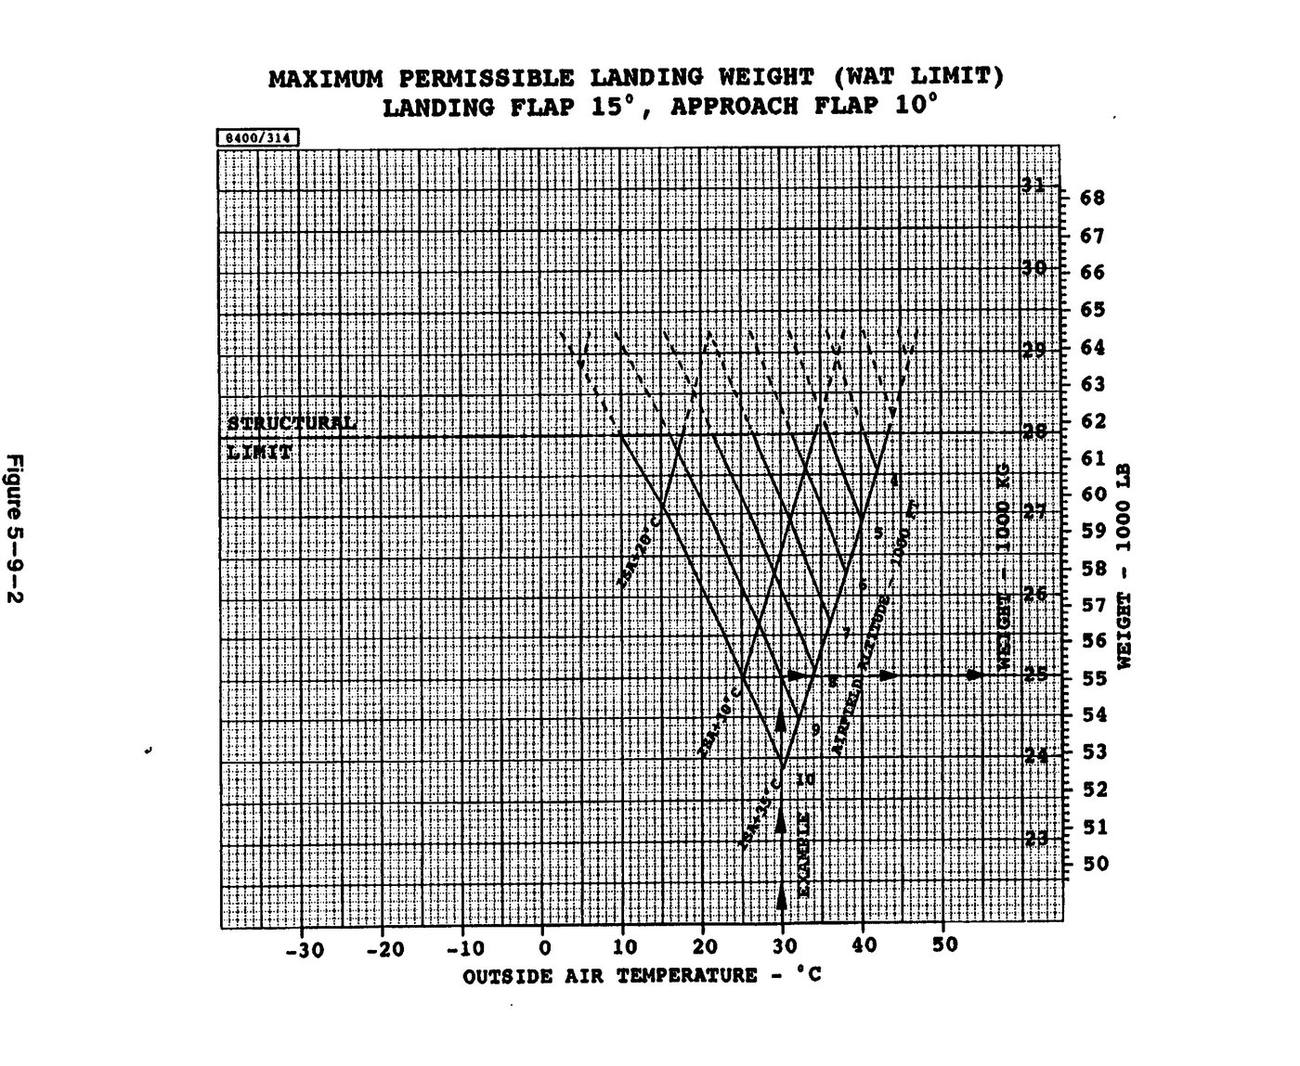 MAXIMUM PERMISSIBLE LANDING WEIGHT (WAT LIMIT)
LANDING FLAP 15°, APPROACH FLAP 10°
8400/314
STRUCTURAL
LIMIT
31
30
29
28
27
26
25
24
23
68
67
66
65
64
63
62
61
60
59
58
57
56
55
54
53
52
51
50
WEIGHT - 1000 KG
WEIGHT - 1000 LB
ISA+20°C
ISA+30°C
ISA+35°C
4
5
6
7
8
9
10
AIRFIELD ALTITUDE - 1000 FT
EXAMPLE
-30 -20 -10 0 10 20 30 40 50
OUTSIDE AIR TEMPERATURE - °C
Figure 5-9-2